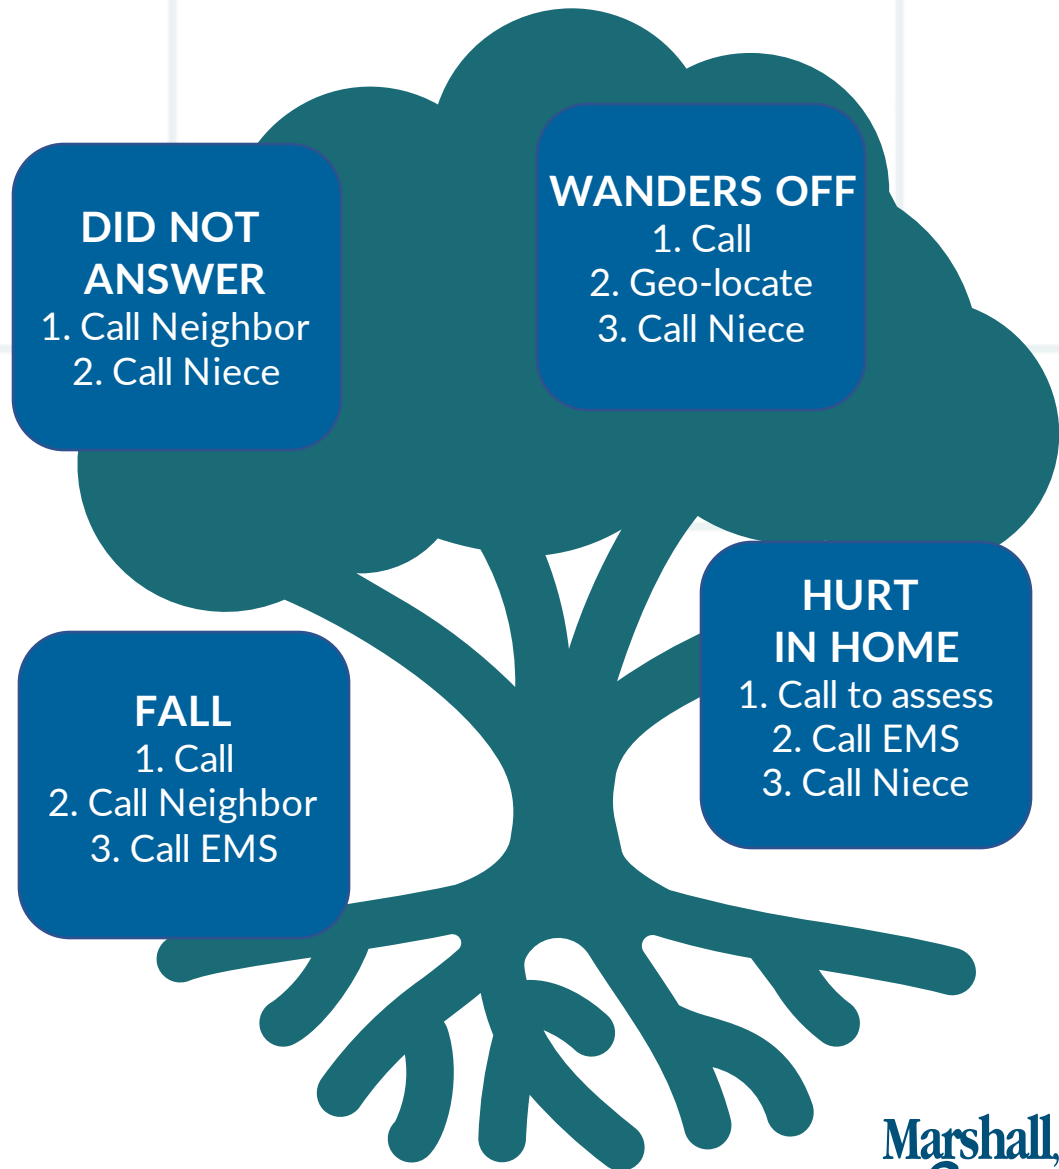 DID NOT
ANSWER
1. Call Neighbor
2. Call Niece
WANDERS OFF
1. Call
2. Geo-locate
3. Call Niece
FALL
1. Call
2. Call Neighbor
3. Call EMS
HURT
IN HOME
1. Call to assess
2. Call EMS
3. Call Niece
Marshall,